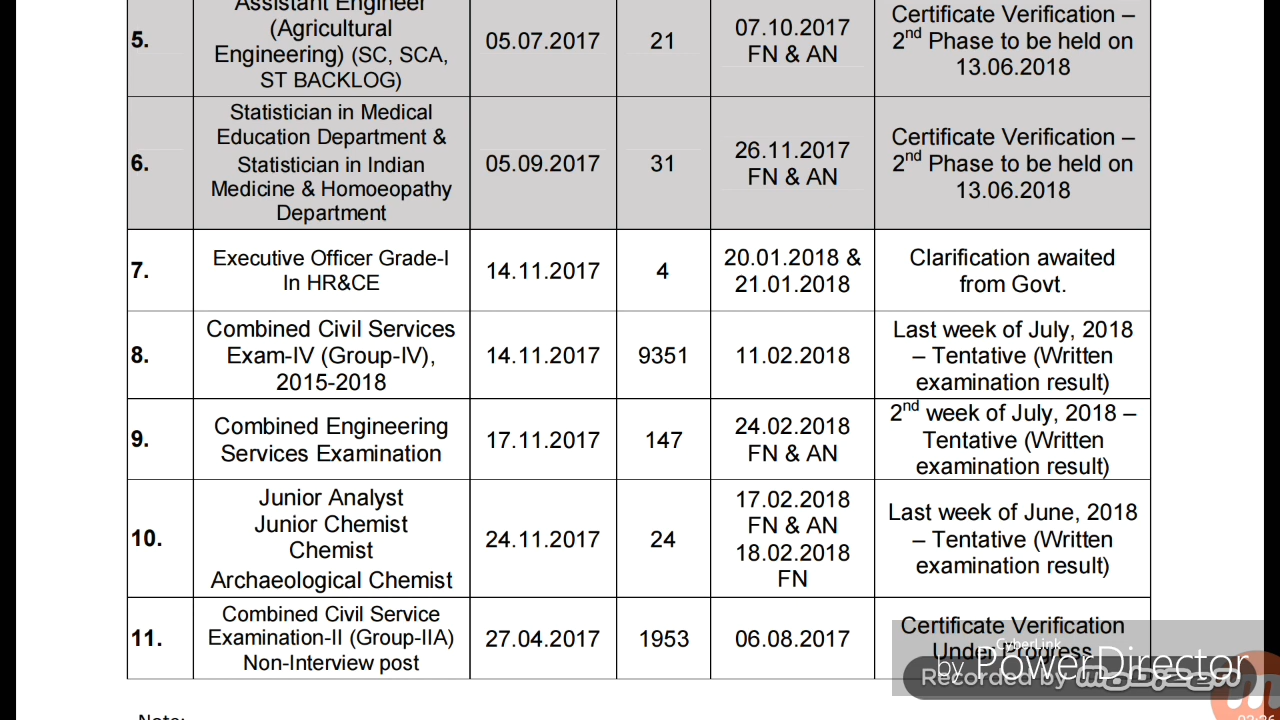 5.
Assistant Engineer
(Agricultural
Engineering) (SC, SCA,
ST BACKLOG)
05.07.2017
21
07.10.2017
FN & AN
Certificate Verification –
2nd Phase to be held on
13.06.2018
6.
Statistician in Medical
Education Department &
Statistician in Indian
Medicine & Homoeopathy
Department
05.09.2017
31
26.11.2017
FN & AN
Certificate Verification –
2nd Phase to be held on
13.06.2018
7.
Executive Officer Grade-I
In HR&CE
14.11.2017
4
20.01.2018 &
21.01.2018
Clarification awaited
from Govt.
8.
Combined Civil Services
Exam-IV (Group-IV),
2015-2018
14.11.2017
9351
11.02.2018
Last week of July, 2018
– Tentative (Written
examination result)
9.
Combined Engineering
Services Examination
17.11.2017
147
24.02.2018
FN & AN
2nd week of July, 2018 –
Tentative (Written
examination result)
10.
Junior Analyst
Junior Chemist
Chemist
Archaeological Chemist
24.11.2017
24
17.02.2018
FN & AN
18.02.2018
FN
Last week of June, 2018
– Tentative (Written
examination result)
11.
Combined Civil Service
Examination-II (Group-IIA)
Non-Interview post
27.04.2017
1953
06.08.2017
Certificate Verification
Under Progress
CyberLink
by PowerDirector
Recorded by
Note: